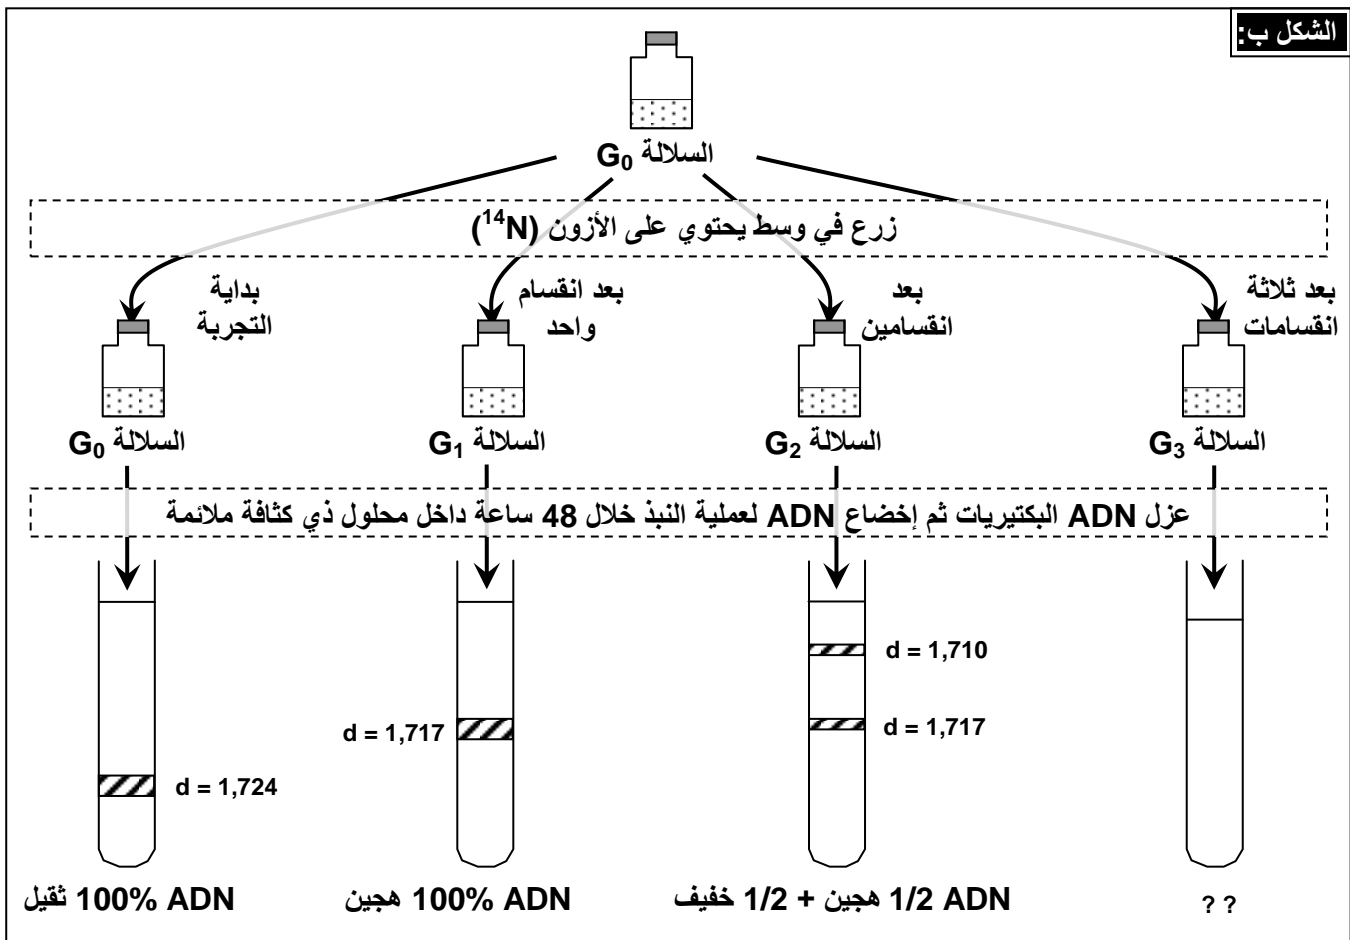 الشكل ب:
السلالة G₀
زرع في وسط يحتوي على الأزون (¹⁴N)
بداية
التجربة
بعد انقسام
واحد
بعد
انقسامين
بعد ثلاثة
انقسامات
السلالة G₀
السلالة G₁
السلالة G₂
السلالة G₃
عزل ADN البكتيريات ثم إخضاع ADN لعملية النبذ خلال 48 ساعة داخل محلول ذي كثافة ملائمة
d = 1,724
d = 1,717
d = 1,710
d = 1,717
100% ADN ثقيل
100% ADN هجين
1/2 ADN هجين + 1/2 خفيف
? ?